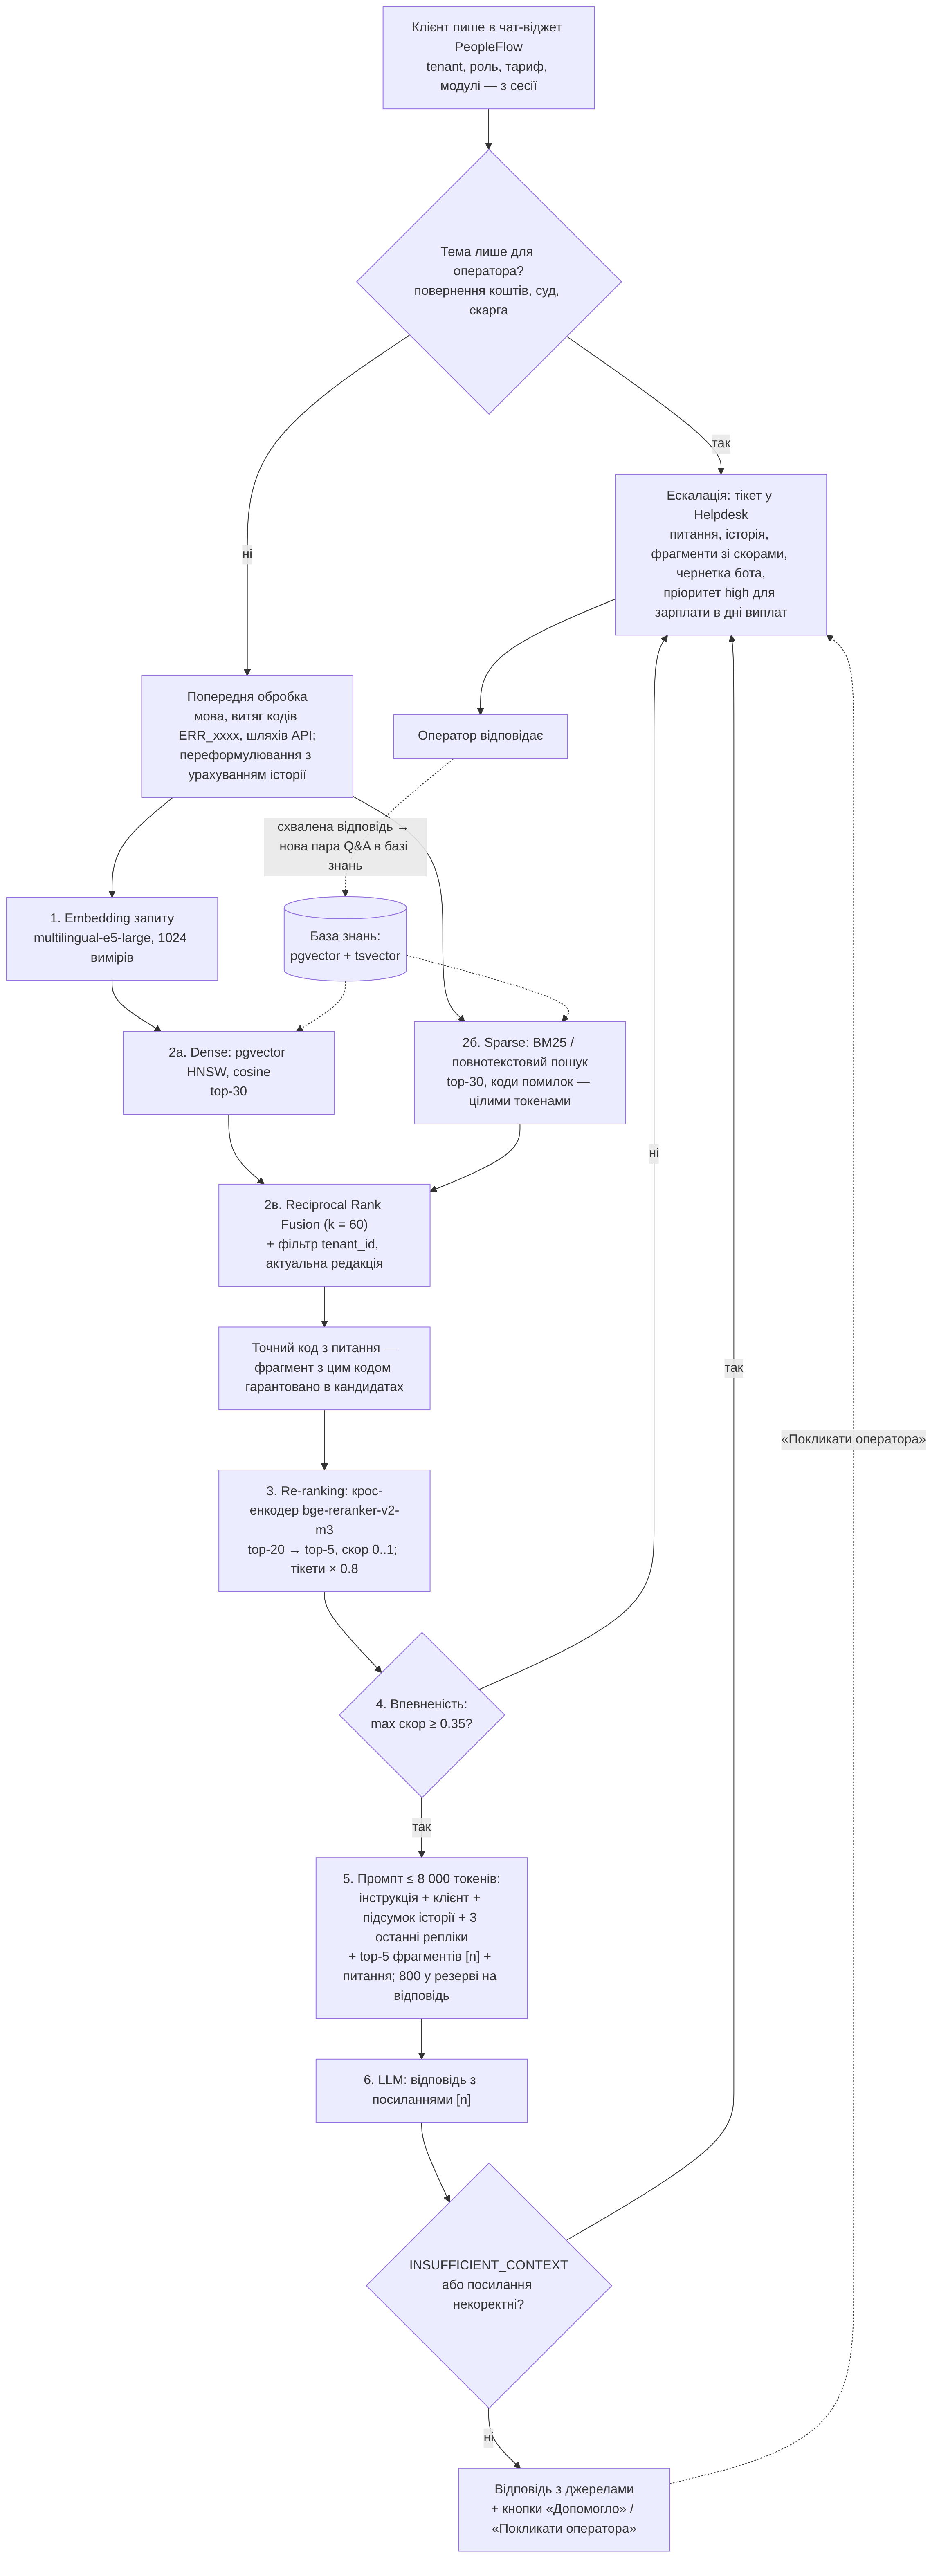 Клієнт пише в чат-віджет
PeopleFlow
tenant, роль, тариф,
модулі — з сесії
Тема лише для
оператора?
повернення коштів, суд,
скарга
так
ні
Ескалація: тікет у
Helpdesk
питання, історія,
фрагменти зі скорами,
чернетка бота,
пріоритет high для
зарплати в дні виплат
Попередня обробка
мова, витяг кодів
ERR_xxxx, шляхів API;
переформулювання з
урахуванням історії
Оператор відповідає
схвалена відповідь →
нова пара Q&A в базі
знань
1. Embedding запиту
multilingual-e5-large, 1024
вимірів
База знань:
pgvector + tsvector
2а. Dense: pgvector
HNSW, cosine
top-30
2б. Sparse: BM25 /
повнотекстовий пошук
top-30, коди помилок —
цілими токенами
ні
2в. Reciprocal Rank
Fusion (k = 60)
+ фільтр tenant_id,
актуальна редакція
Точний код з питання —
фрагмент з цим кодом
гарантовано в кандидатах
так
«Покликати оператора»
3. Re-ranking: крос-
енкодер bge-reranker-v2-
m3
top-20 → top-5, скор 0..1;
тікети × 0.8
4. Впевненість:
max скор ≥ 0.35?
так
5. Промпт ≤ 8 000 токенів:
інструкція + клієнт +
підсумок історії + 3
останні репліки
+ top-5 фрагментів [n] +
питання; 800 у резерві на
відповідь
6. LLM: відповідь з
посиланнями [n]
INSUFFICIENT_CONTEXT
або посилання
некоректні?
ні
Відповідь з джерелами
+ кнопки «Допомогло» /
«Покликати оператора»